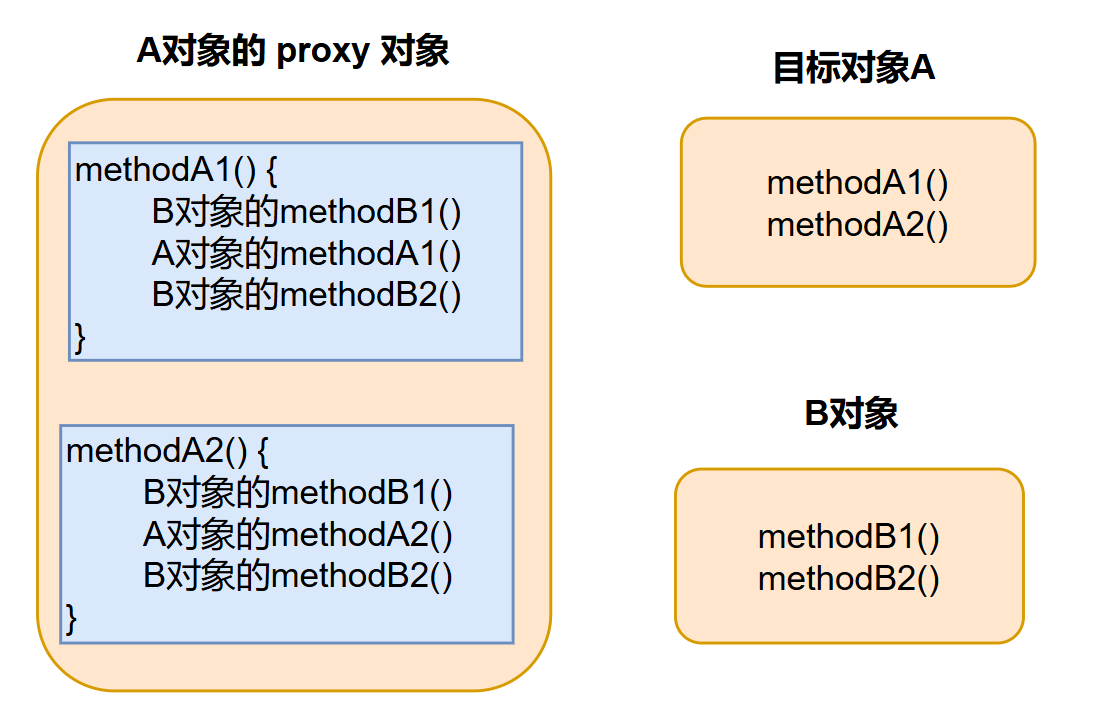 A对象的 proxy 对象
methodA1() {
B对象的methodB1()
A对象的methodA1()
B对象的methodB2()
}
methodA2() {
B对象的methodB1()
A对象的methodA2()
B对象的methodB2()
}
目标对象A
methodA1()
methodA2()
B对象
methodB1()
methodB2()